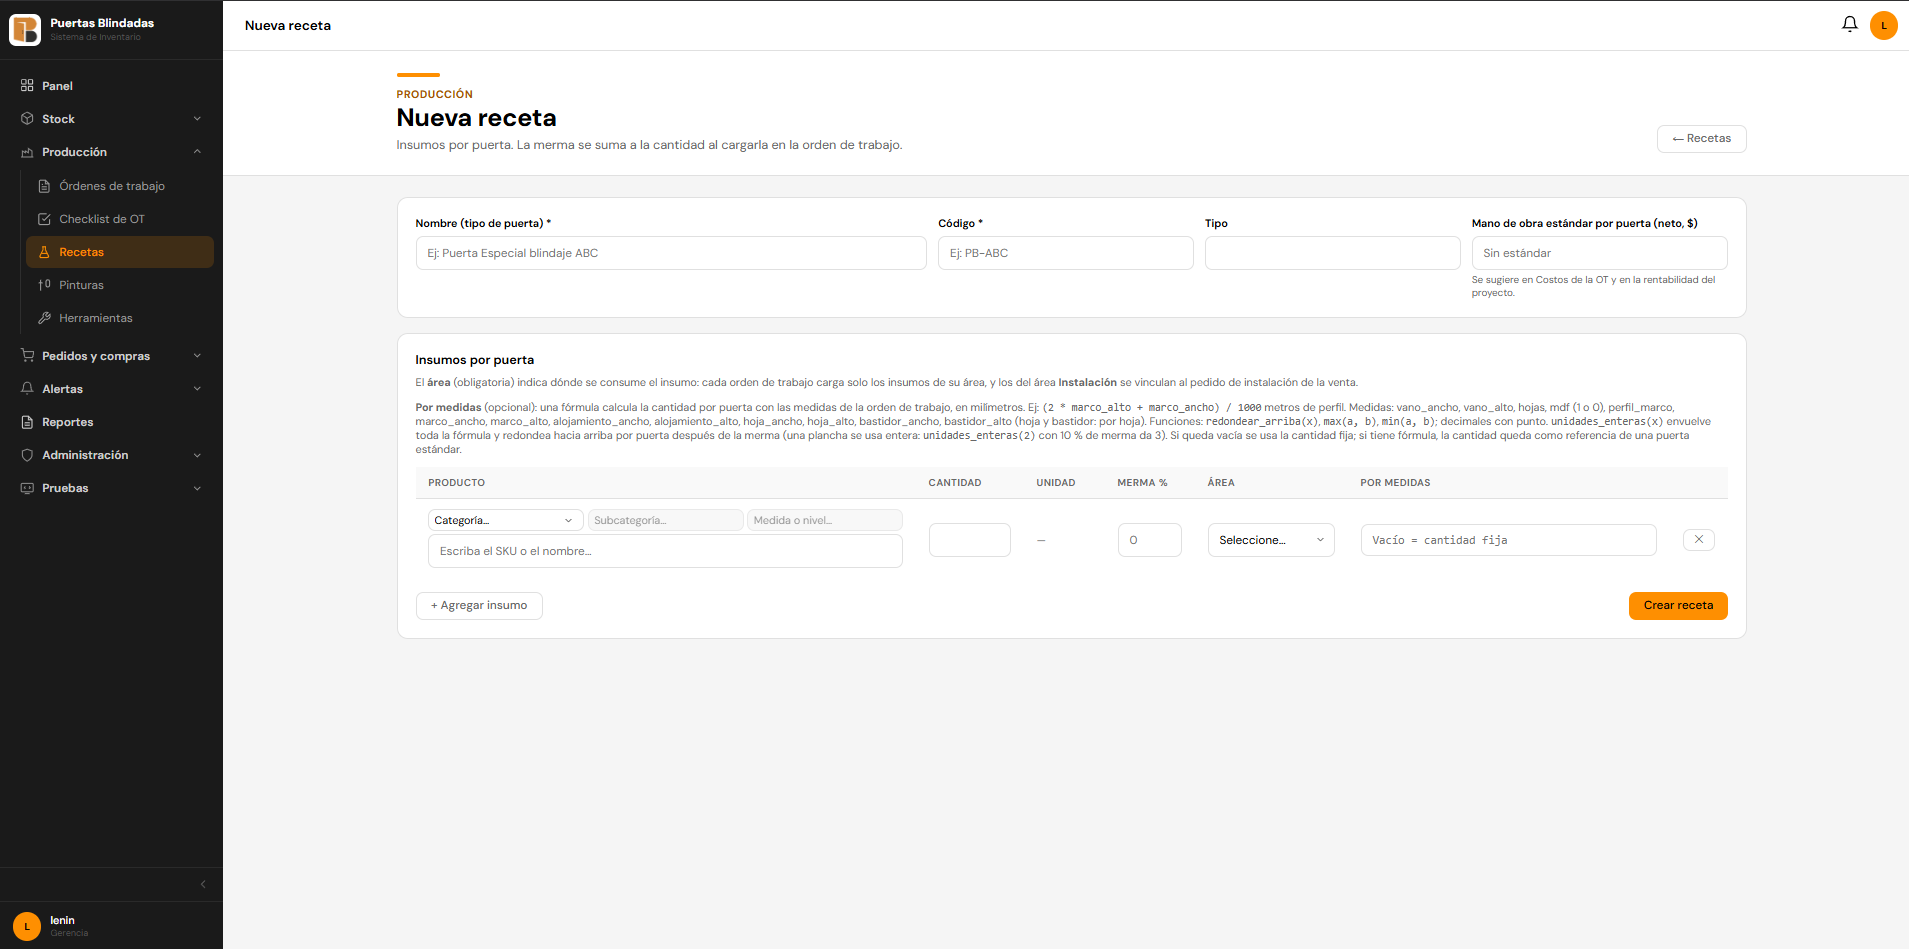 Puertas Blindadas
Sistema de Inventario
Nueva receta
L
Panel
Stock
Producción
Órdenes de trabajo
Checklist de OT
Recetas
Pinturas
Herramientas
Pedidos y compras
Alertas
Reportes
Administración
Pruebas
lenin
Gerencia
L
PRODUCCIÓN
Nueva receta
Insumos por puerta. La merma se suma a la cantidad al cargarla en la orden de trabajo.
← Recetas
Nombre (tipo de puerta) *
Código *
Tipo
Mano de obra estándar por puerta (neto, $)
Ej: Puerta Especial blindaje ABC
Ej: PB-ABC
Sin estándar
Se sugiere en Costos de la OT y en la rentabilidad del
proyecto.
Insumos por puerta
El área (obligatoria) indica dónde se consume el insumo: cada orden de trabajo carga solo los insumos de su área, y los del área Instalación se vinculan al pedido de instalación de la venta.
Por medidas (opcional): una fórmula calcula la cantidad por puerta con las medidas de la orden de trabajo, en milímetros. Ej: (2 * marco_alto + marco_ancho) / 1000 metros de perfil. Medidas: vano_ancho, vano_alto, hojas, mdf (1 o 0), perfil_marco,
marco_ancho, marco_alto, alojamiento_ancho, alojamiento_alto, hoja_ancho, hoja_alto, bastidor_ancho, bastidor_alto (hoja y bastidor: por hoja). Funciones: redondear_arriba(x), max(a, b), min(a, b); decimales con punto. unidades_enteras(x) envuelve
toda la fórmula y redondea hacia arriba por puerta después de la merma (una plancha se usa entera: unidades_enteras(2) con 10 % de merma da 3). Si queda vacía se usa la cantidad fija; si tiene fórmula, la cantidad queda como referencia de una puerta
estándar.
PRODUCTO
CANTIDAD
UNIDAD
MERMA %
ÁREA
POR MEDIDAS
Categoría...
Subcategoría...
Medida o nivel...
Escriba el SKU o el nombre...
—
0
Seleccione...
Vacío = cantidad fija
+ Agregar insumo
Crear receta